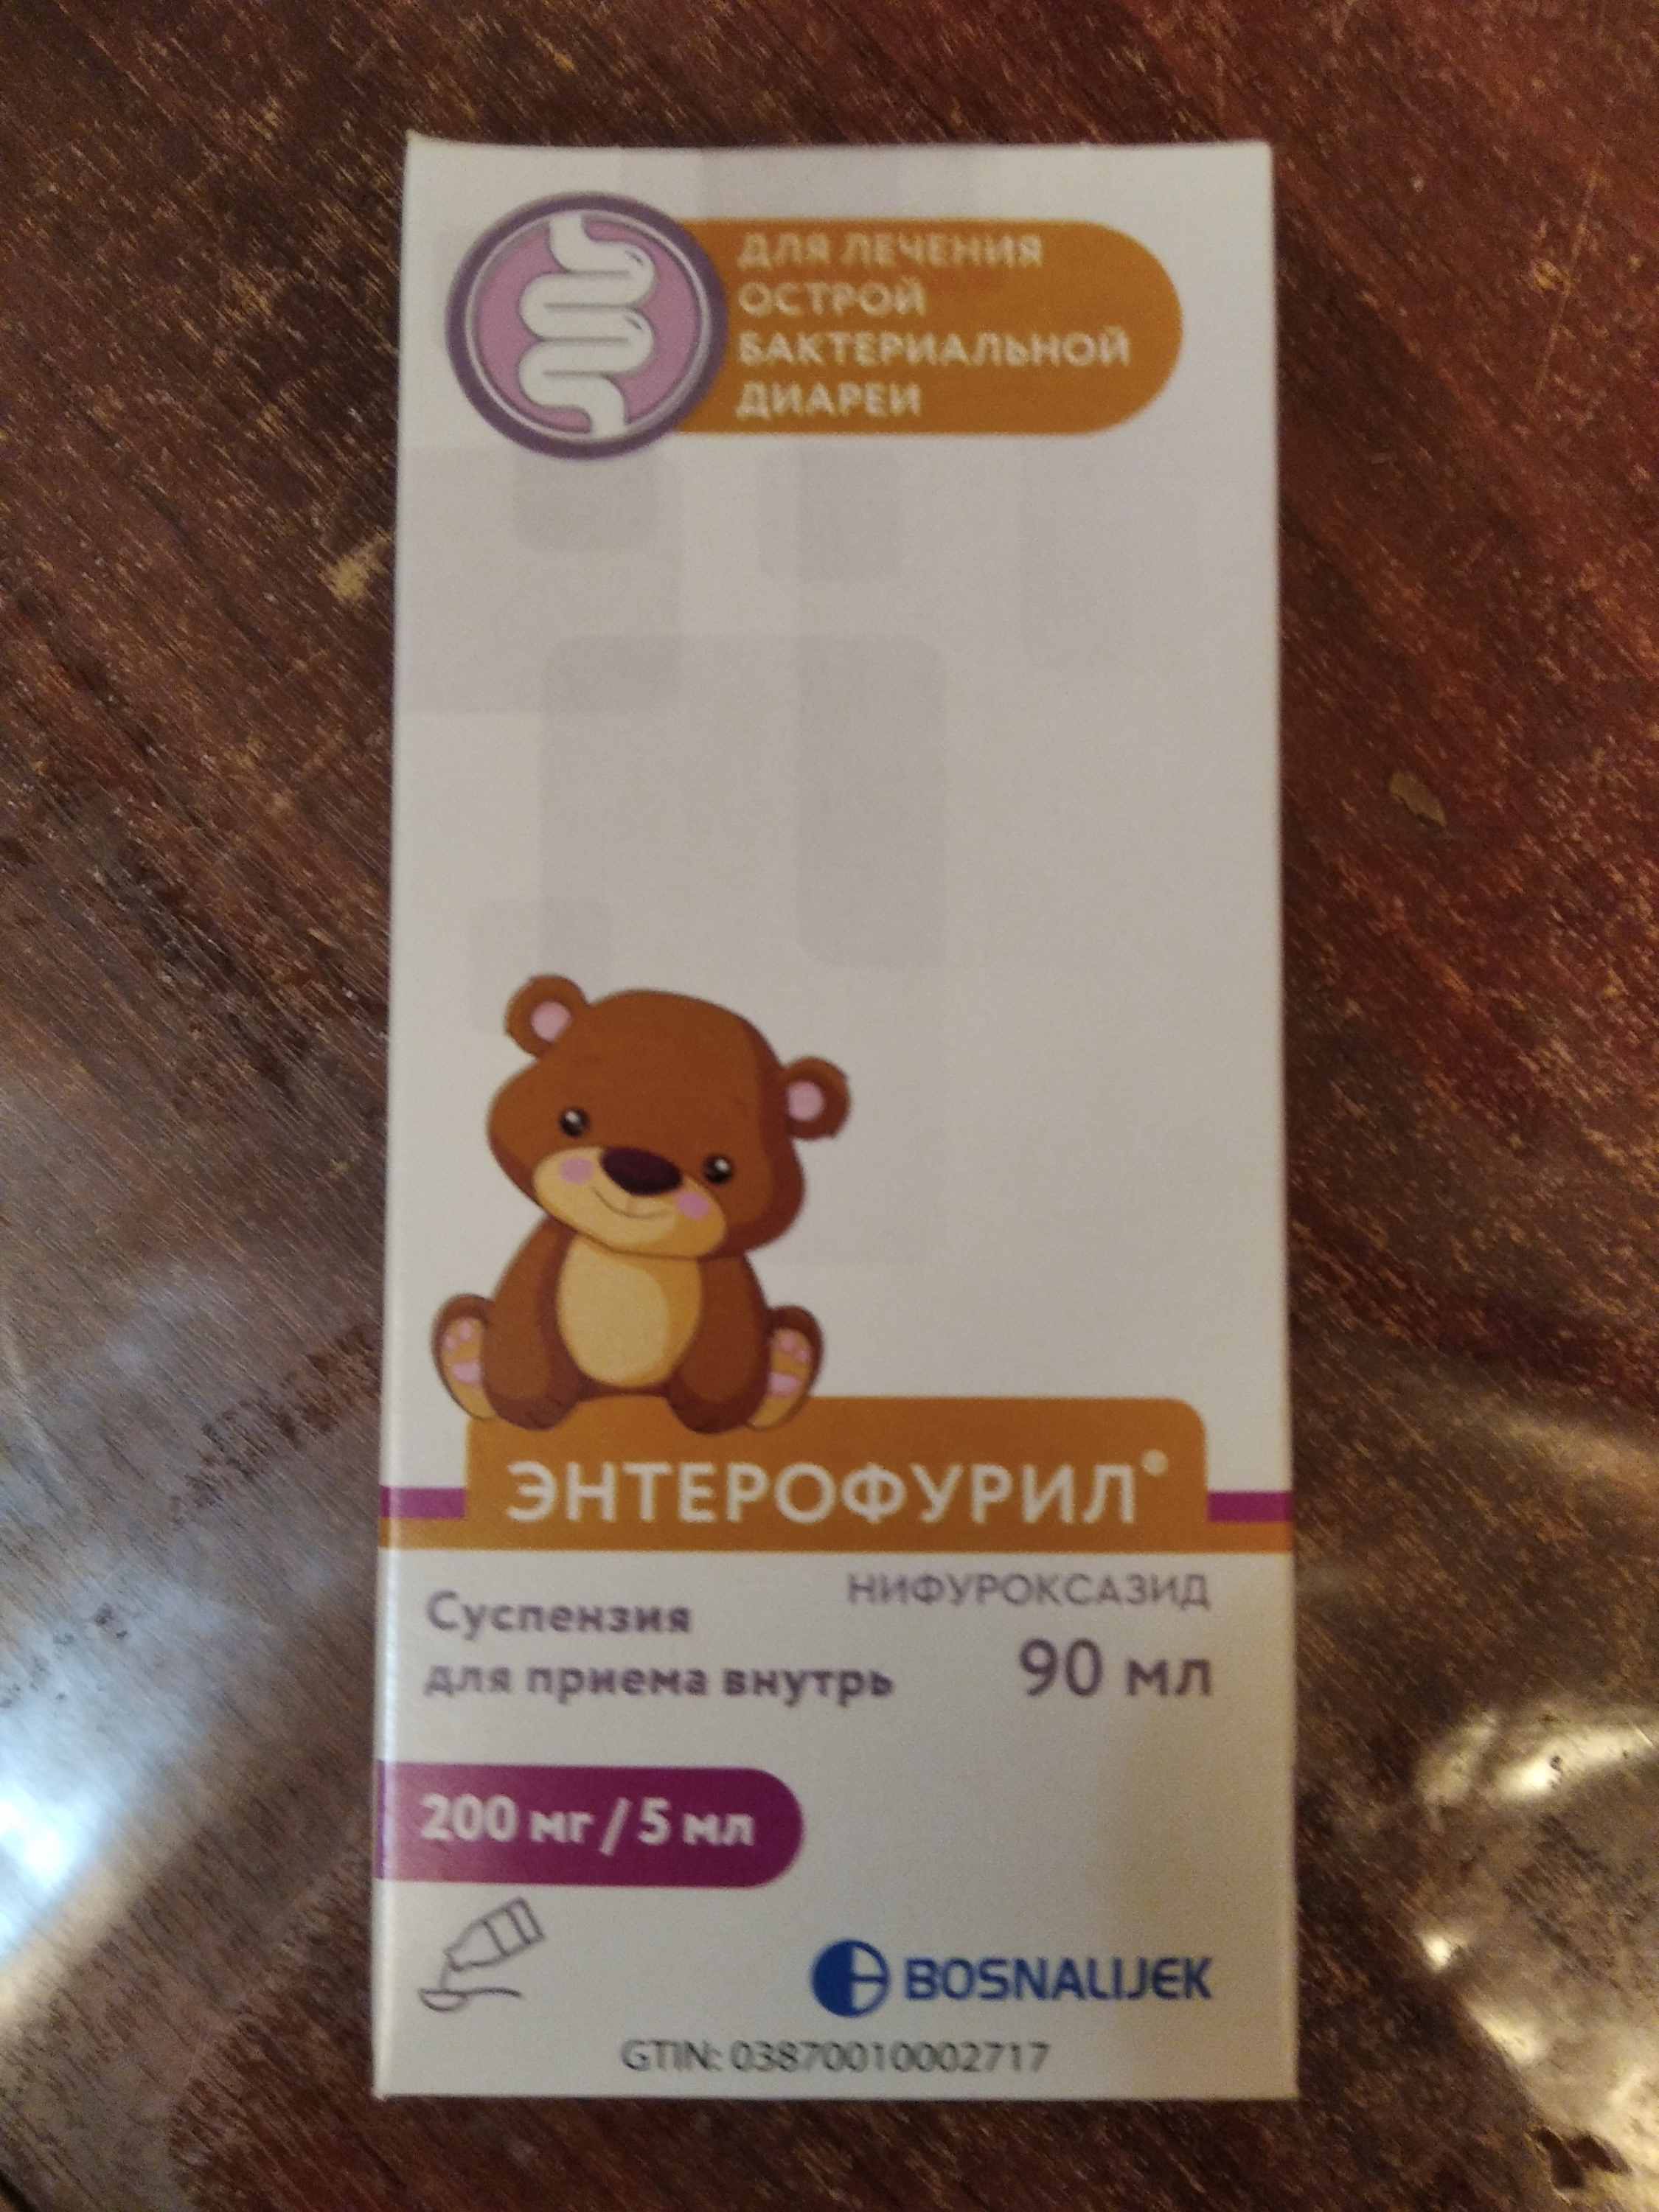 ДЛЯ ЛЕЧЕНИЯ
ОСТРОЙ
БАКТЕРИАЛЬНОЙ
ДИАРЕИ
ЭНТЕРОФУРИЛ®
НИФУРОКСАЗИД
Суспензия
для приема внутрь
90 мл
200 мг / 5 мл
BOSNALIJEK
GTIN: 03870010002717